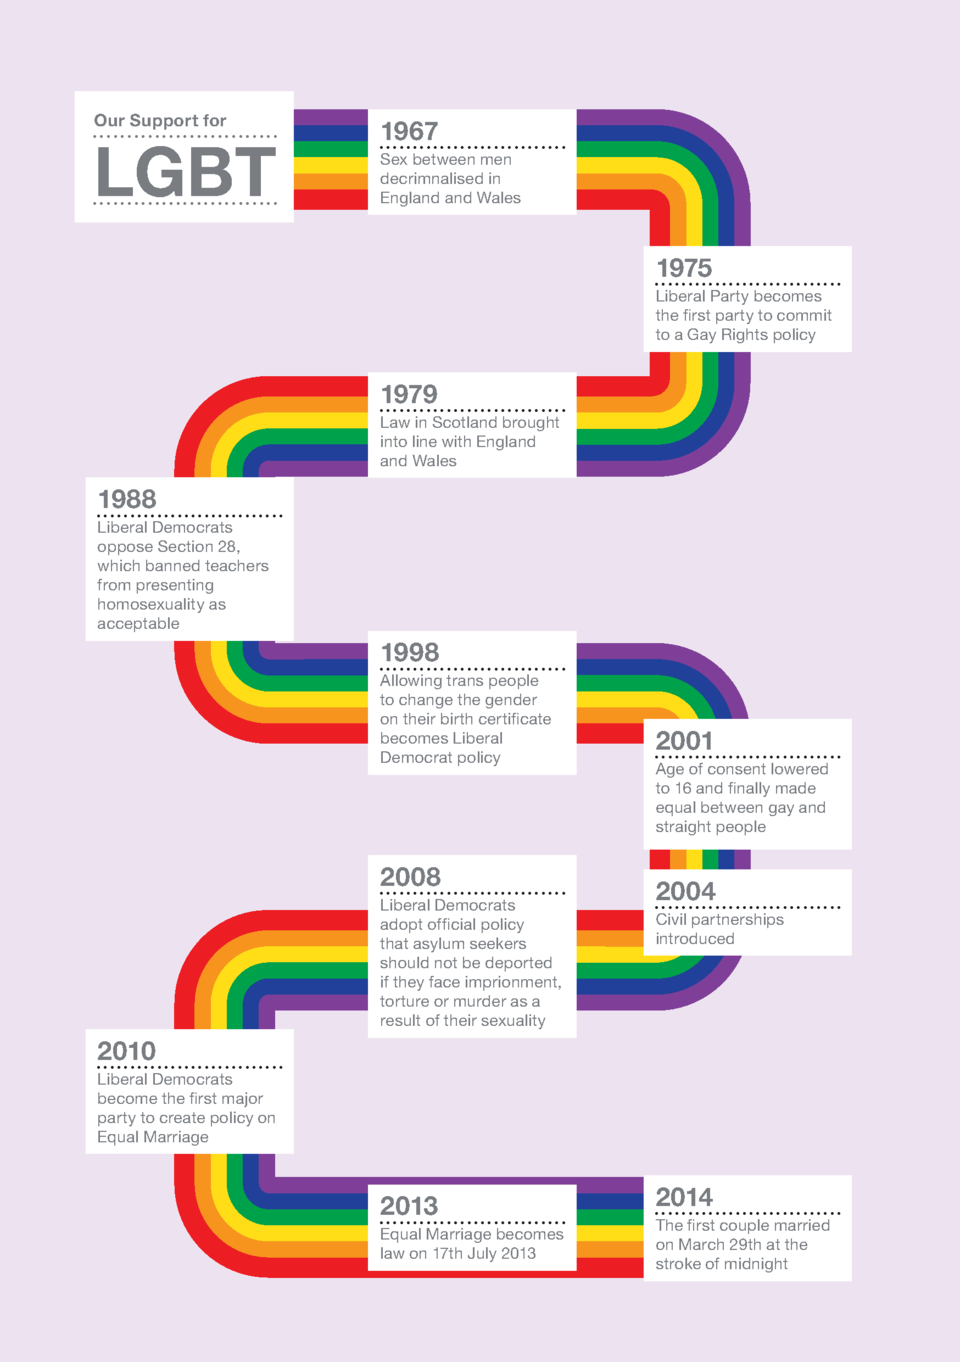 Our Support for
LGBT
1967
Sex between men
decrimnalised in
England and Wales
1975
Liberal Party becomes
the first party to commit
to a Gay Rights policy
1979
Law in Scotland brought
into line with England
and Wales
1988
Liberal Democrats
oppose Section 28,
which banned teachers
from presenting
homosexuality as
acceptable
1998
Allowing trans people
to change the gender
on their birth certificate
becomes Liberal
Democrat policy
2001
Age of consent lowered
to 16 and finally made
equal between gay and
straight people
2004
Civil partnerships
introduced
2008
Liberal Democrats
adopt official policy
that asylum seekers
should not be deported
if they face imprionment,
torture or murder as a
result of their sexuality
2010
Liberal Democrats
become the first major
party to create policy on
Equal Marriage
2013
Equal Marriage becomes
law on 17th July 2013
2014
The first couple married
on March 29th at the
stroke of midnight